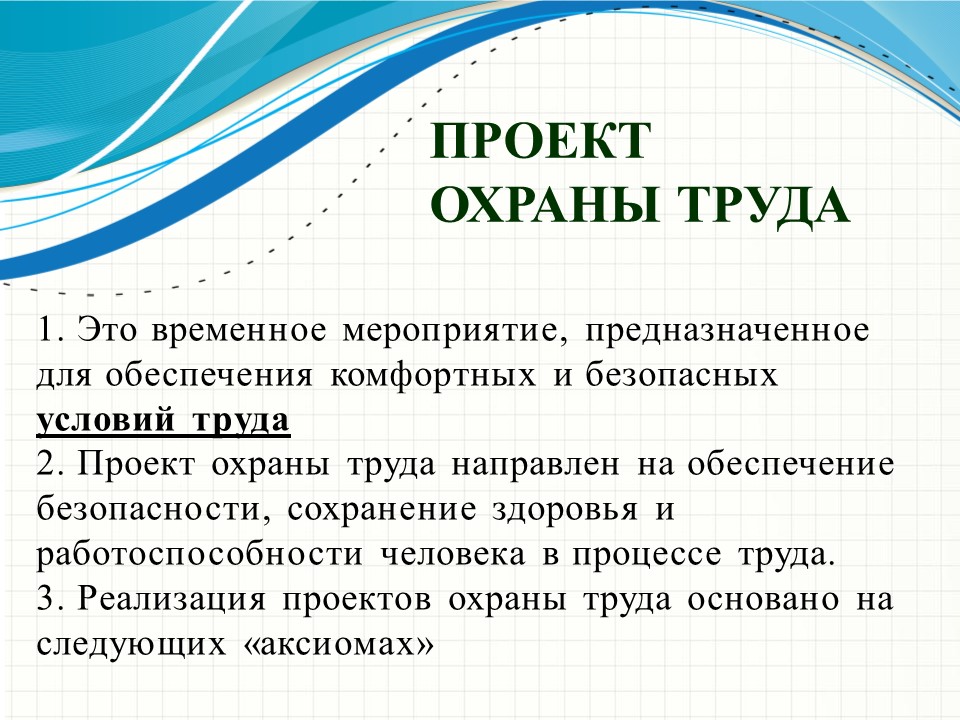 ПРОЕКТ
ОХРАНЫ ТРУДА
1. Это временное мероприятие, предназначенное
для обеспечения комфортных и безопасных
условий труда
2. Проект охраны труда направлен на обеспечение
безопасности, сохранение здоровья и
работоспособности человека в процессе труда.
3. Реализация проектов охраны труда основано на
следующих «аксиомах»